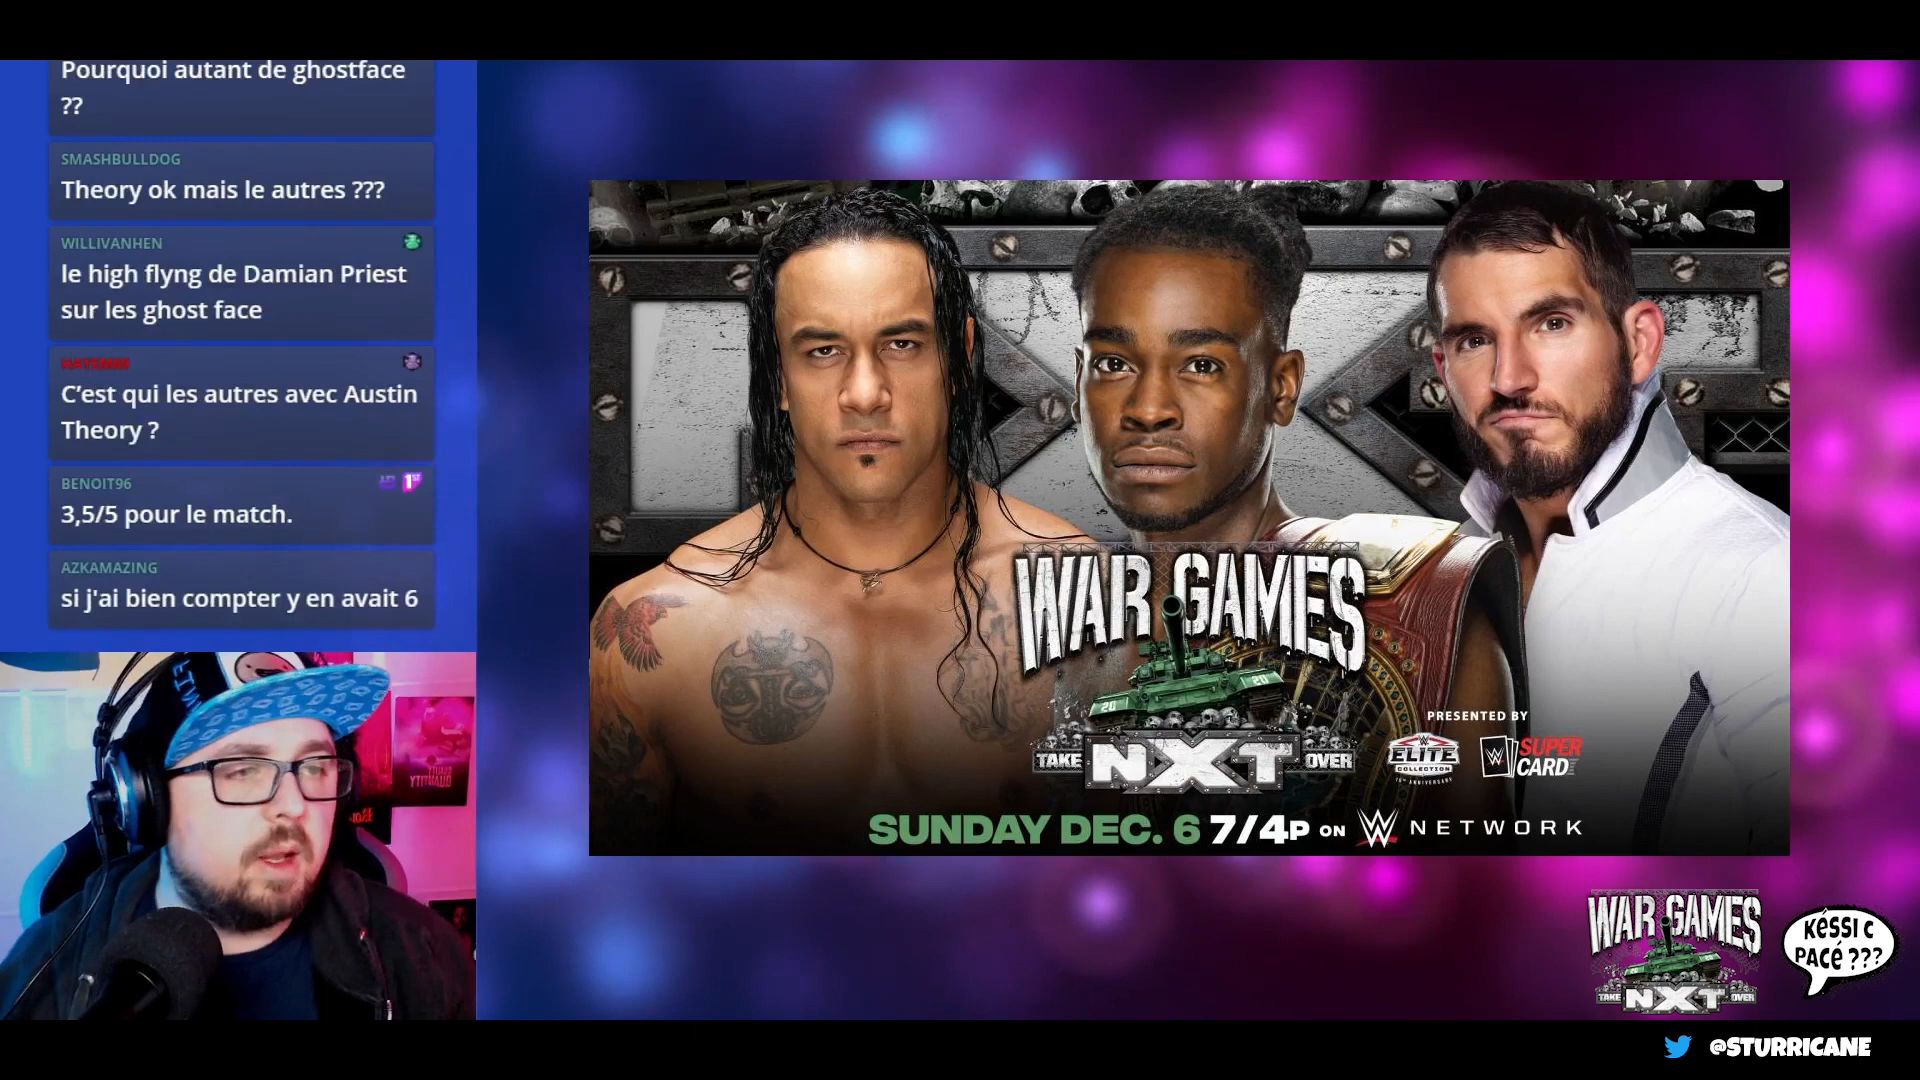 Pourquoi autant de ghostface
??
SMASHBULLDOG
Theory ok mais le autres ???
WILLIVANHEN
le high flyng de Damian Priest
sur les ghost face
C'est qui les autres avec Austin
Theory ?
BENOIT96
3,5/5 pour le match.
AZKAMAZING
si j'ai bien compter y en avait 6
WAR GAMES
20 20
TAKE NXT OVER
PRESENTED BY
ELITE
COLLECTION
SUPER
CARD
SUNDAY DEC. 6 7/4P ON W NETWORK
WAR GAMES
TAKE NXT OVER
KéSSI C
PACé ???
@STURRICANE